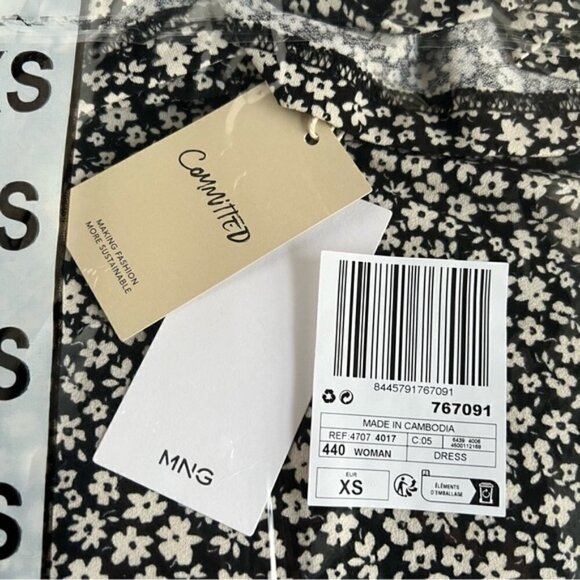 XS
S
S
S
Committed
MAKING FASHION
MORE SUSTAINABLE
MNG
8445791767091
767091
MADE IN CAMBODIA
REF:4707 4017 C:05 6439 4006
4500112169
440 WOMAN DRESS
EUR
XS
ÉLÉMENTS
D'EMBALLAGE